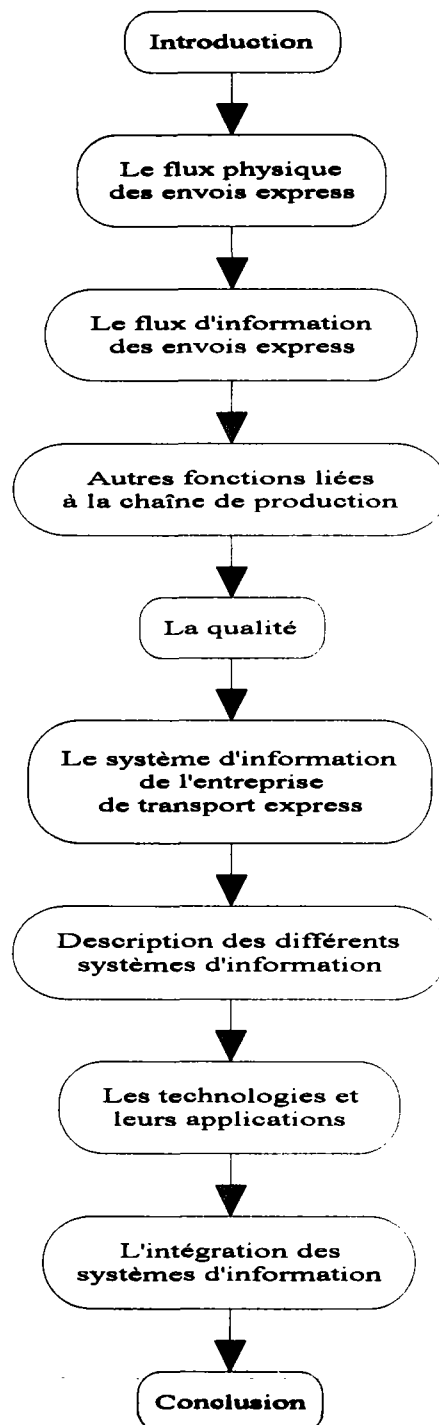 Introduction
Le flux physique
des envois express
Le flux d'information
des envois express
Autres fonctions liées
à la chaîne de production
La qualité
Le système d'information
de l'entreprise
de transport express
Description des différents
systèmes d'information
Les technologies et
leurs applications
L'intégration des
systèmes d'information
Conclusion